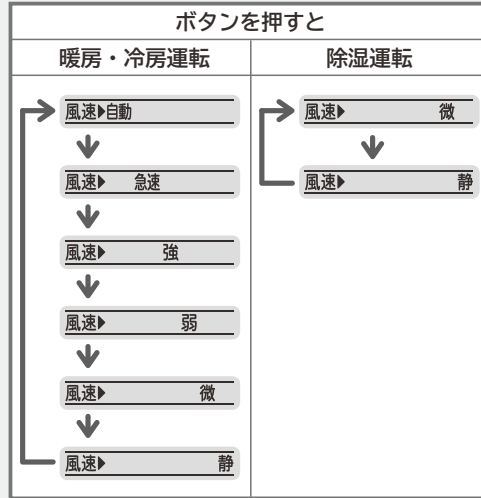 ボタンを押すと
暖房・冷房運転
除湿運転
風速▶自動
風速▶ 急速
風速▶ 強
風速▶ 弱
風速▶ 微
風速▶ 静
風速▶ 微
風速▶ 静